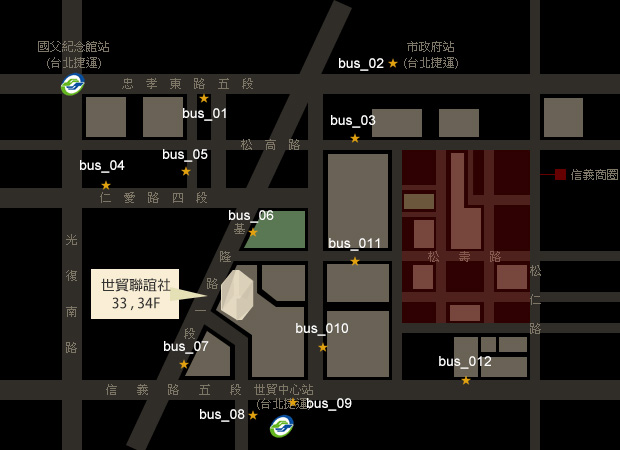 國父紀念館站
(台北捷運)
市政府站
(台北捷運)
bus_02
忠孝東路五段
bus_01
bus_03
松高路
bus_05
bus_04
信義商圈
仁愛路四段
bus_06
基隆路一段
光復南路
bus_011
松壽路
松仁路
世貿聯誼社
33,34F
bus_010
bus_07
bus_012
信義路五段
世貿中心站
(台北捷運)
bus_09
bus_08